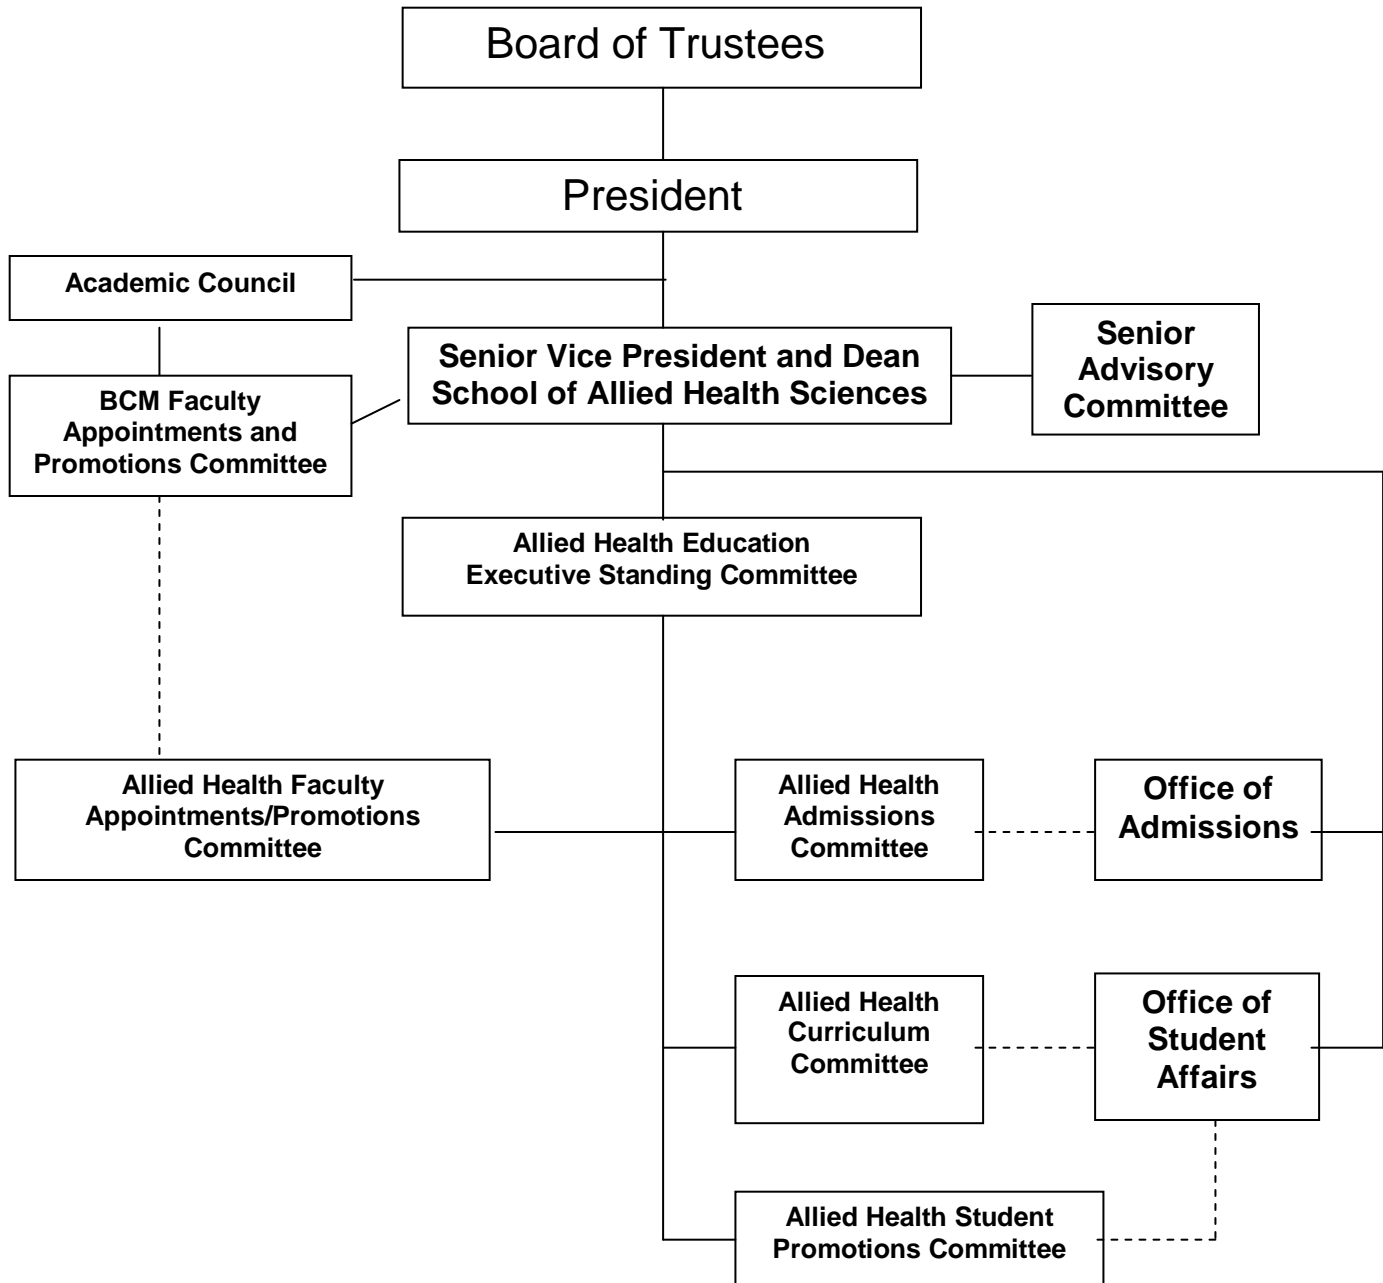 Board of Trustees
President
Academic Council
Senior Vice President and Dean
School of Allied Health Sciences
Senior
Advisory
Committee
BCM Faculty
Appointments and
Promotions Committee
Allied Health Education
Executive Standing Committee
Allied Health Faculty
Appointments/Promotions
Committee
Allied Health
Admissions
Committee
Office of
Admissions
Allied Health
Curriculum
Committee
Office of
Student
Affairs
Allied Health Student
Promotions Committee